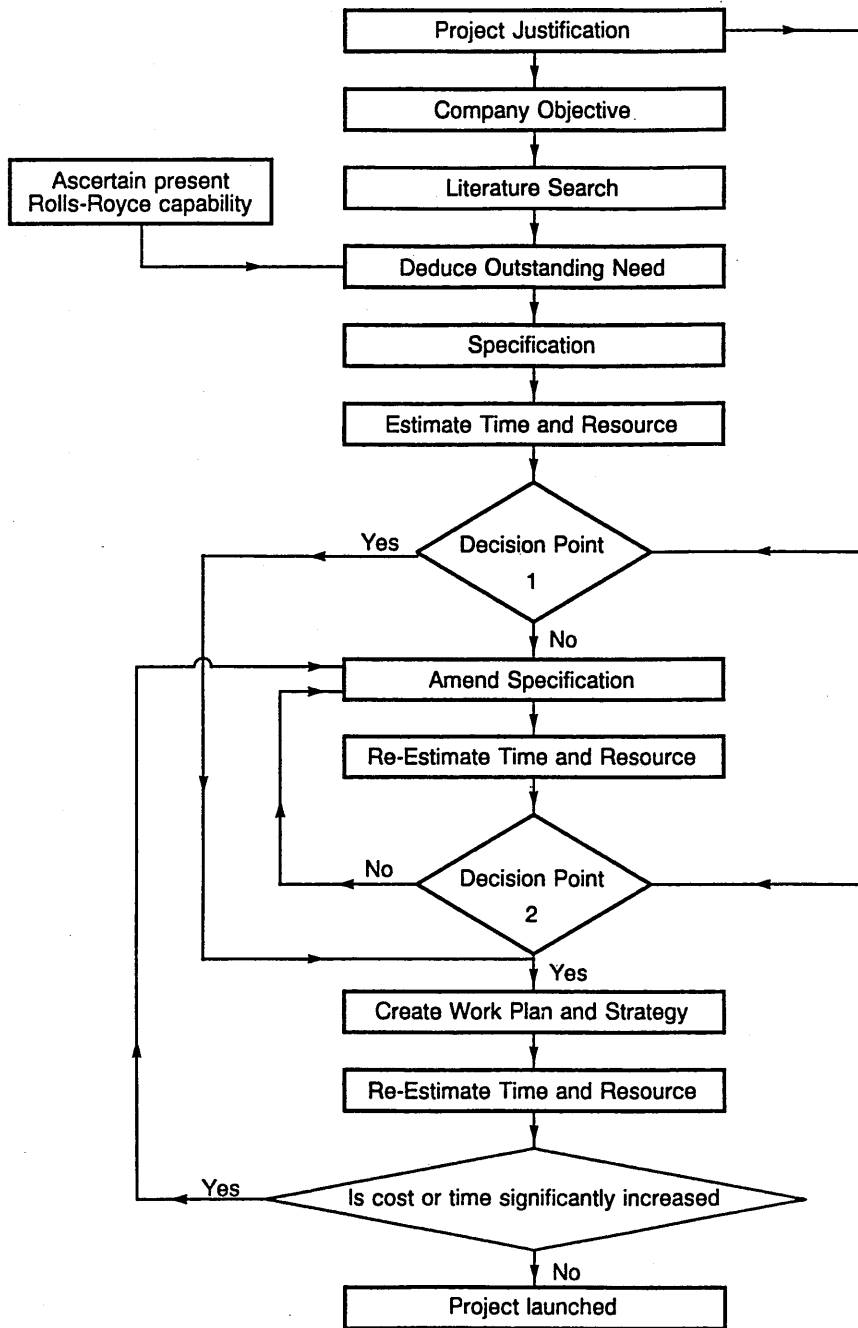 Project Justification
Company Objective
Literature Search
Ascertain present
Rolls-Royce capability
Deduce Outstanding Need
Specification
Estimate Time and Resource
Yes
Decision Point
1
No
Amend Specification
Re-Estimate Time and Resource
No
Decision Point
2
Yes
Create Work Plan and Strategy
Re-Estimate Time and Resource
Yes
Is cost or time significantly increased
No
Project launched